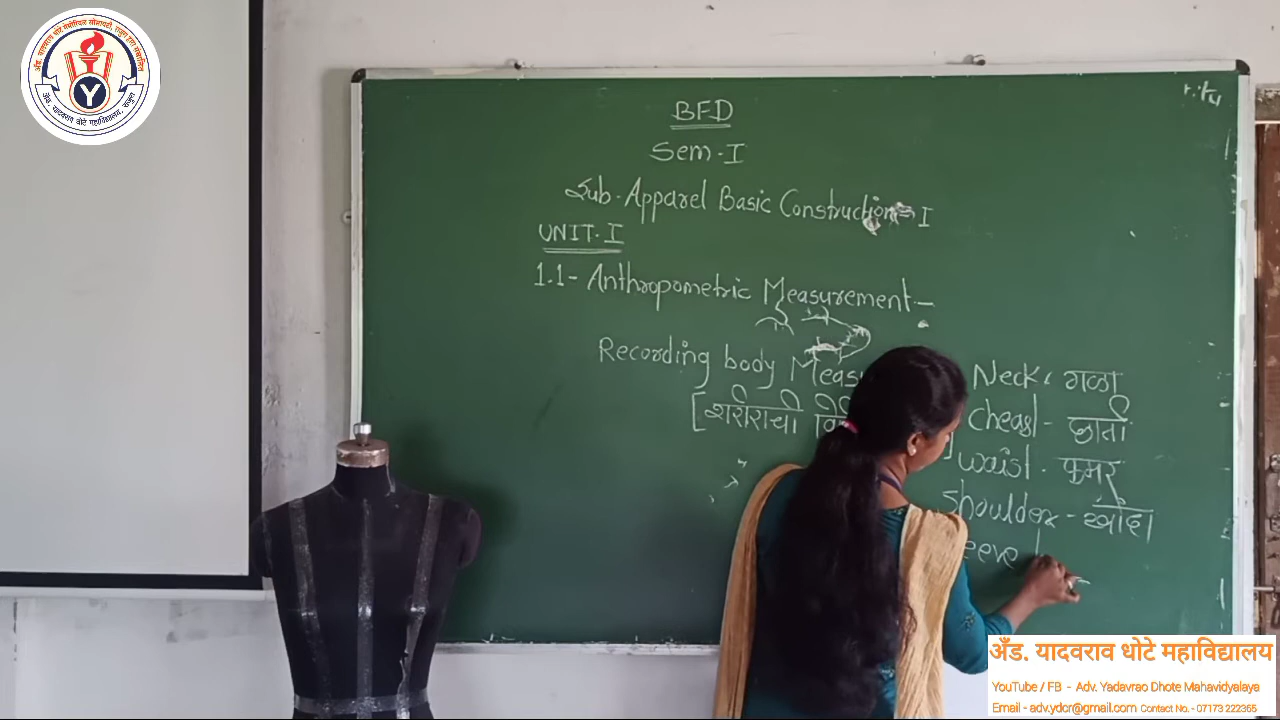 BFD
Sem-I
Sub-Apparel Basic Construction-I
UNIT-I
1.1- Anthropometric Measurement-
Recording body Meas
[शरीराची
Neck गळा
cheast - छाती
waist - कमर
Shoulder - खांदा
eeve
अँड. यादवराव धोटे महाविद्यालय
YouTube / FB - Adv. Yadavrao Dhote Mahavidyalaya
Email - adv.ydcr@gmail.com Contact No. - 07173 222365